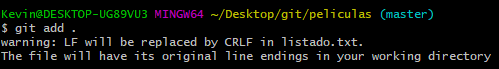 Kevin@DESKTOP-UG89VU3 MINGW64 ~/Desktop/git/peliculas (master)
$ git add .
warning: LF will be replaced by CRLF in listado.txt.
The file will have its original line endings in your working directory